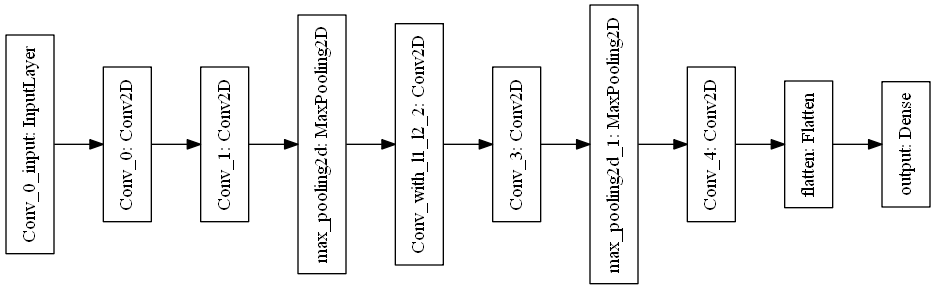 Conv_0_input: InputLayer
Conv_0: Conv2D
Conv_1: Conv2D
max_pooling2d: MaxPooling2D
Conv_with_l1_l2_2: Conv2D
Conv_3: Conv2D
max_pooling2d_1: MaxPooling2D
Conv_4: Conv2D
flatten: Flatten
output: Dense